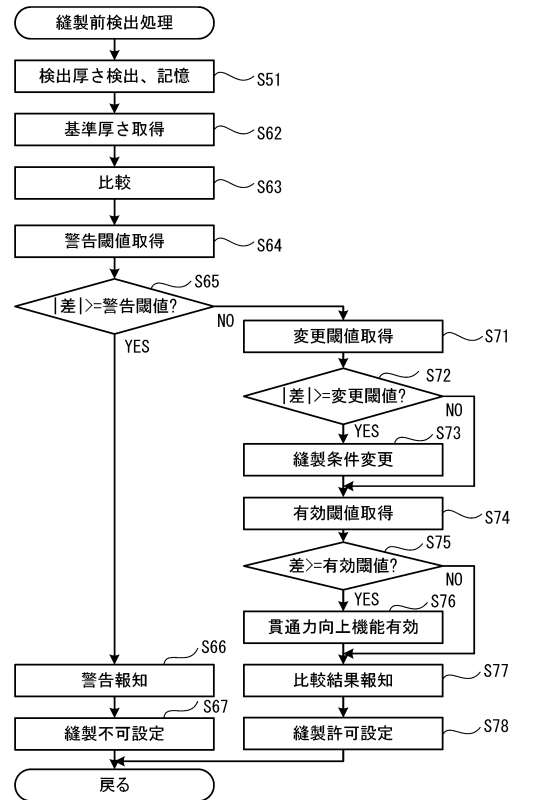 縫製前検出処理
検出厚さ検出、記憶
S51
基準厚さ取得
S62
比較
S63
警告閾値取得
S64
|差|>=警告閾値?
S65
NO
YES
変更閾値取得
S71
|差|>=変更閾値?
S72
NO
YES
縫製条件変更
S73
有効閾値取得
S74
差>=有効閾値?
S75
NO
YES
貫通力向上機能有効
S76
警告報知
S66
比較結果報知
S77
縫製不可設定
S67
縫製許可設定
S78
戻る